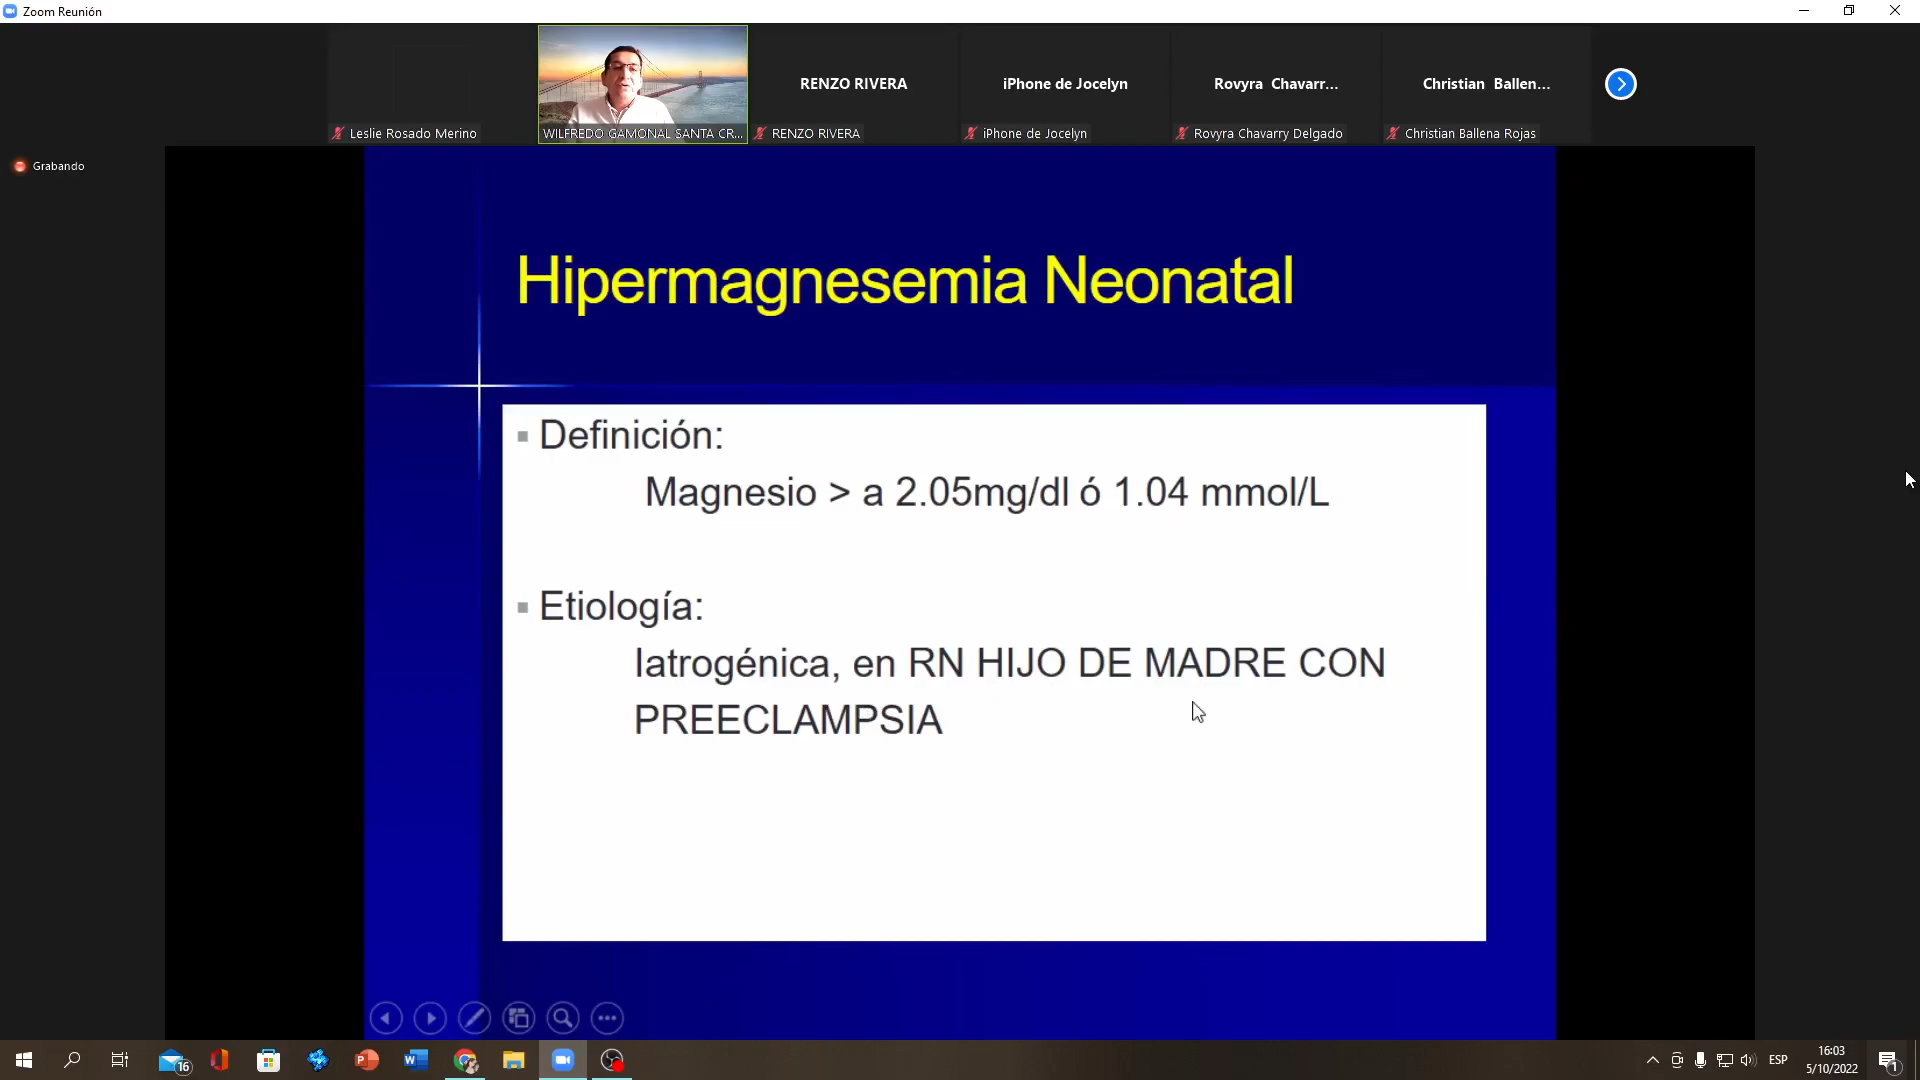 Zoom Reunión
RENZO RIVERA
iPhone de Jocelyn
Rovyra Chavarr...
Christian Ballen...
Leslie Rosado Merino
WILFREDO GAMONAL SANTA CR...
RENZO RIVERA
iPhone de Jocelyn
Rovyra Chavarry Delgado
Christian Ballena Rojas
Grabando
Hipermagnesemia Neonatal
Definición:
Magnesio > a 2.05mg/dl ó 1.04 mmol/L
Etiología:
Iatrogénica, en RN HIJO DE MADRE CON
PREECLAMPSIA
16
ESP
16:03
5/10/2022
1